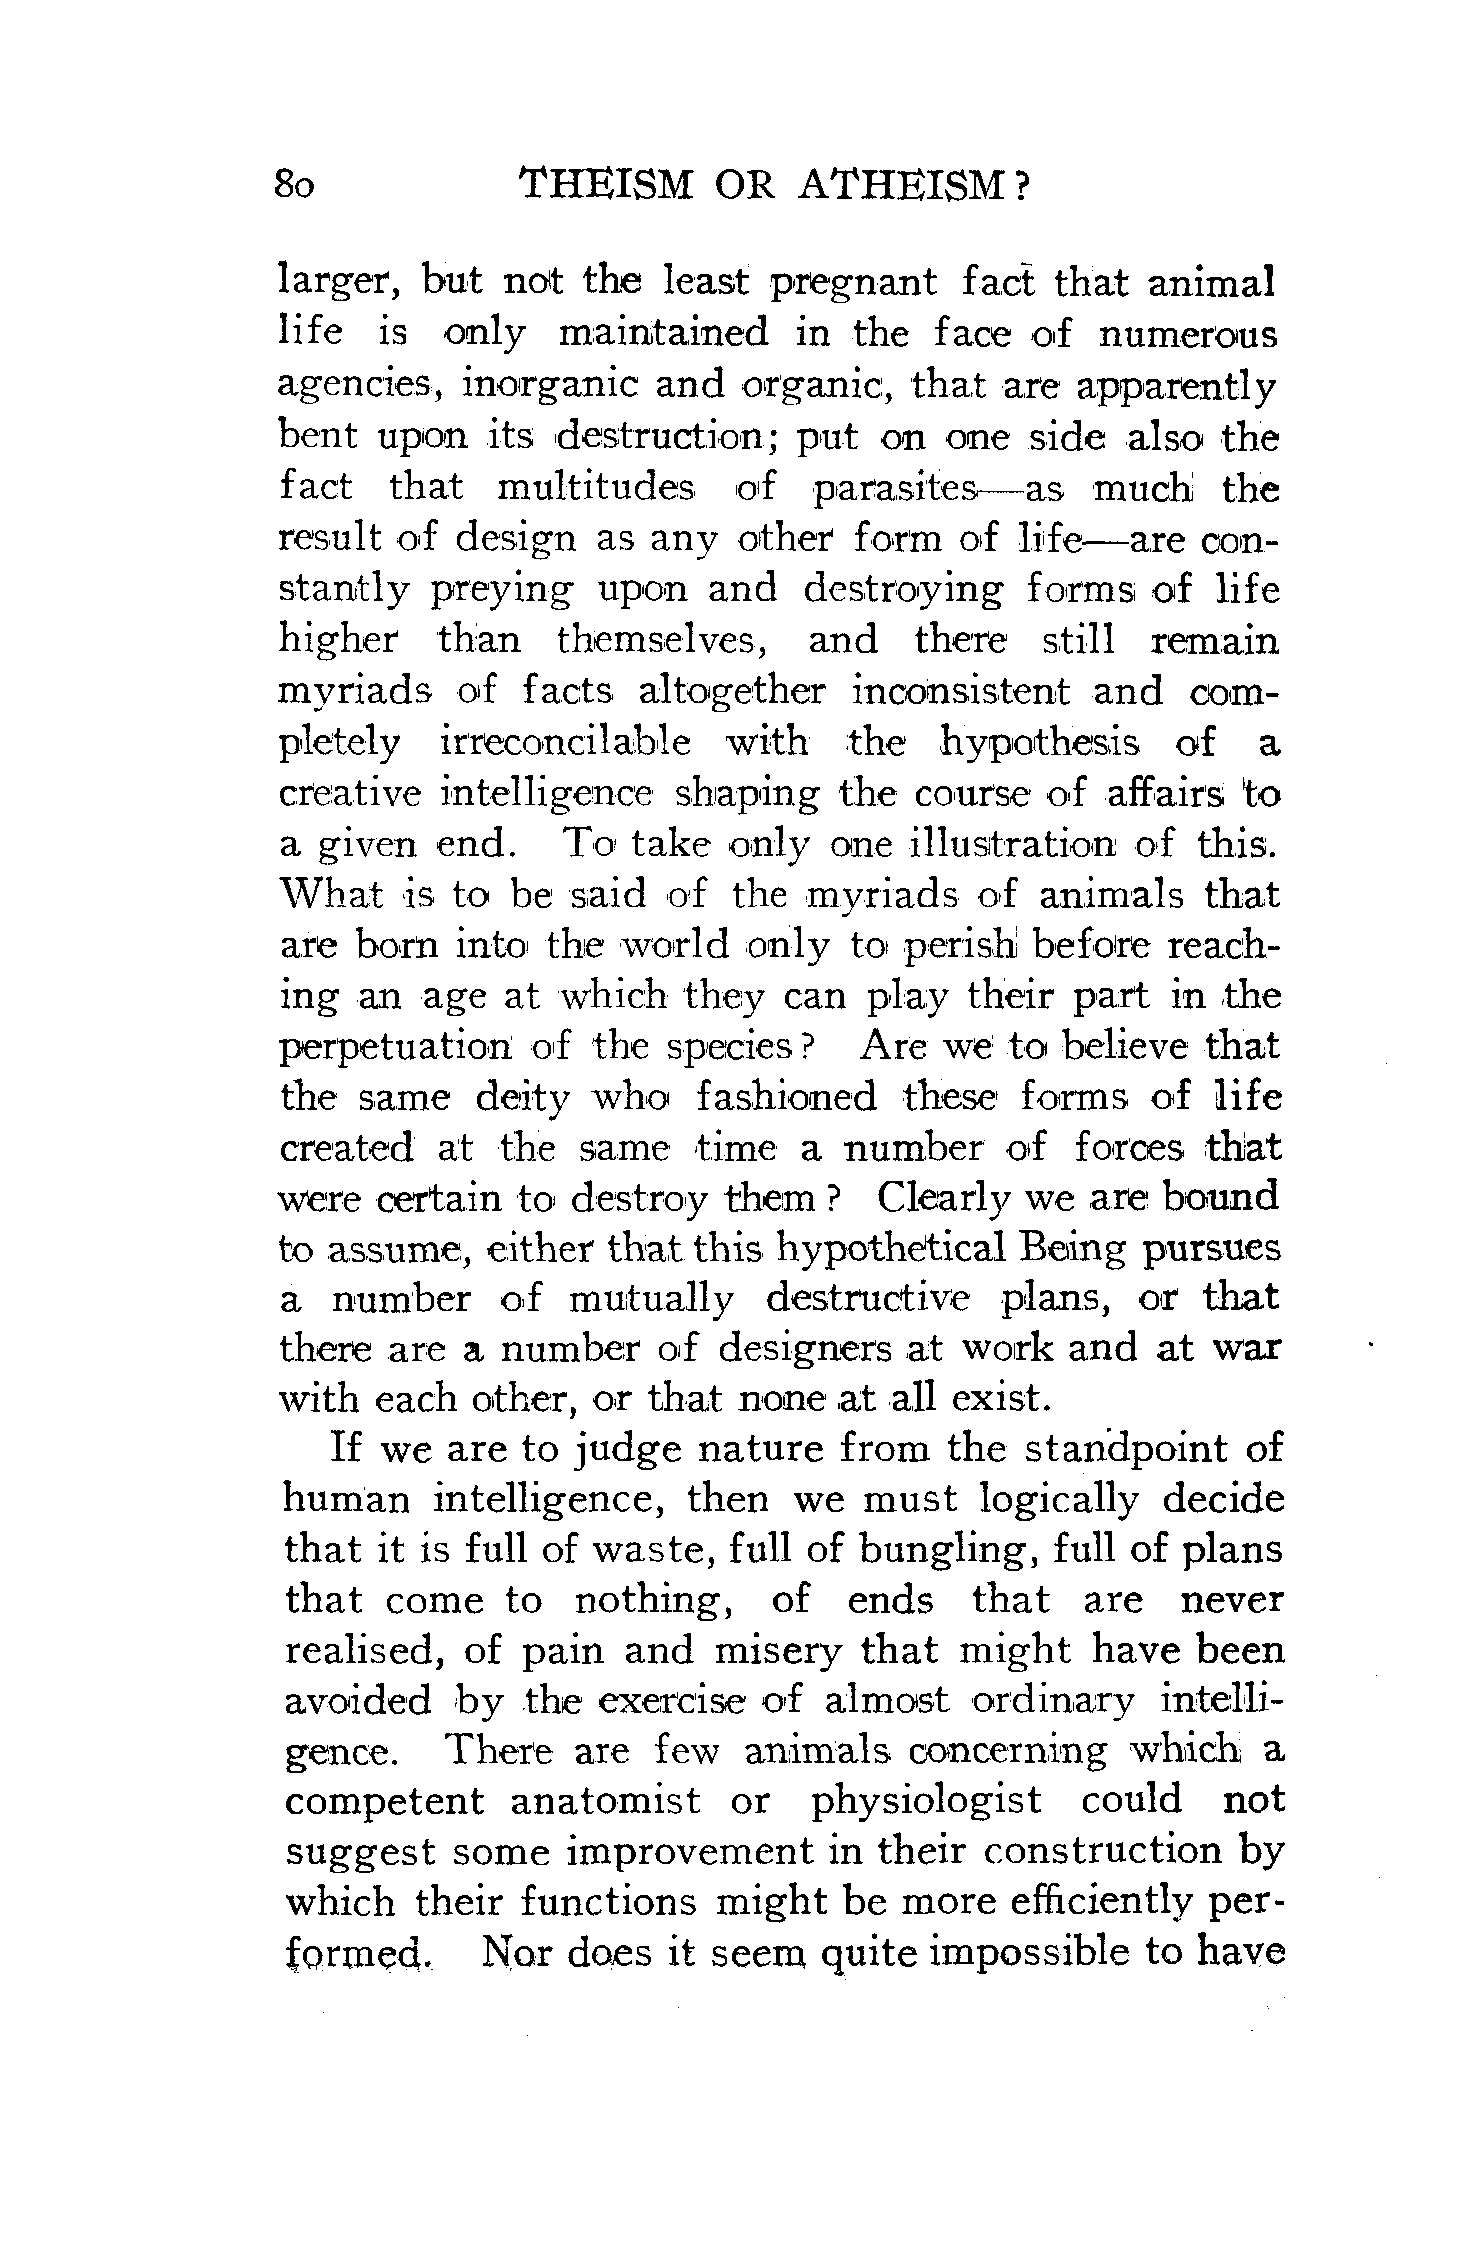 80 THEISM OR ATHEISM?
larger, but not the least pregnant fact that animal
life is only maintained in the face of numerous
agencies, inorganic and organic, that are apparently
bent upon its destruction; put on one side also the
fact that multitudes of parasites—as much the
result of design as any other form of life—are con-
stantly preying upon and destroying forms of life
higher than themselves, and there still remain
myriads of facts altogether inconsistent and com-
pletely irreconcilable with the hypothesis of a
creative intelligence shaping the course of affairs to
a given end. To take only one illustration of this.
What is to be said of the myriads of animals that
are born into the world only to perish before reach-
ing an age at which they can play their part in the
perpetuation of the species? Are we to believe that
the same deity who fashioned these forms of life
created at the same time a number of forces that
were certain to destroy them? Clearly we are bound
to assume, either that this hypothetical Being pursues
a number of mutually destructive plans, or that
there are a number of designers at work and at war
with each other, or that none at all exist.
If we are to judge nature from the standpoint of
human intelligence, then we must logically decide
that it is full of waste, full of bungling, full of plans
that come to nothing, of ends that are never
realised, of pain and misery that might have been
avoided by the exercise of almost ordinary intelli-
gence. There are few animals concerning which a
competent anatomist or physiologist could not
suggest some improvement in their construction by
which their functions might be more efficiently per-
formed. Nor does it seem quite impossible to have